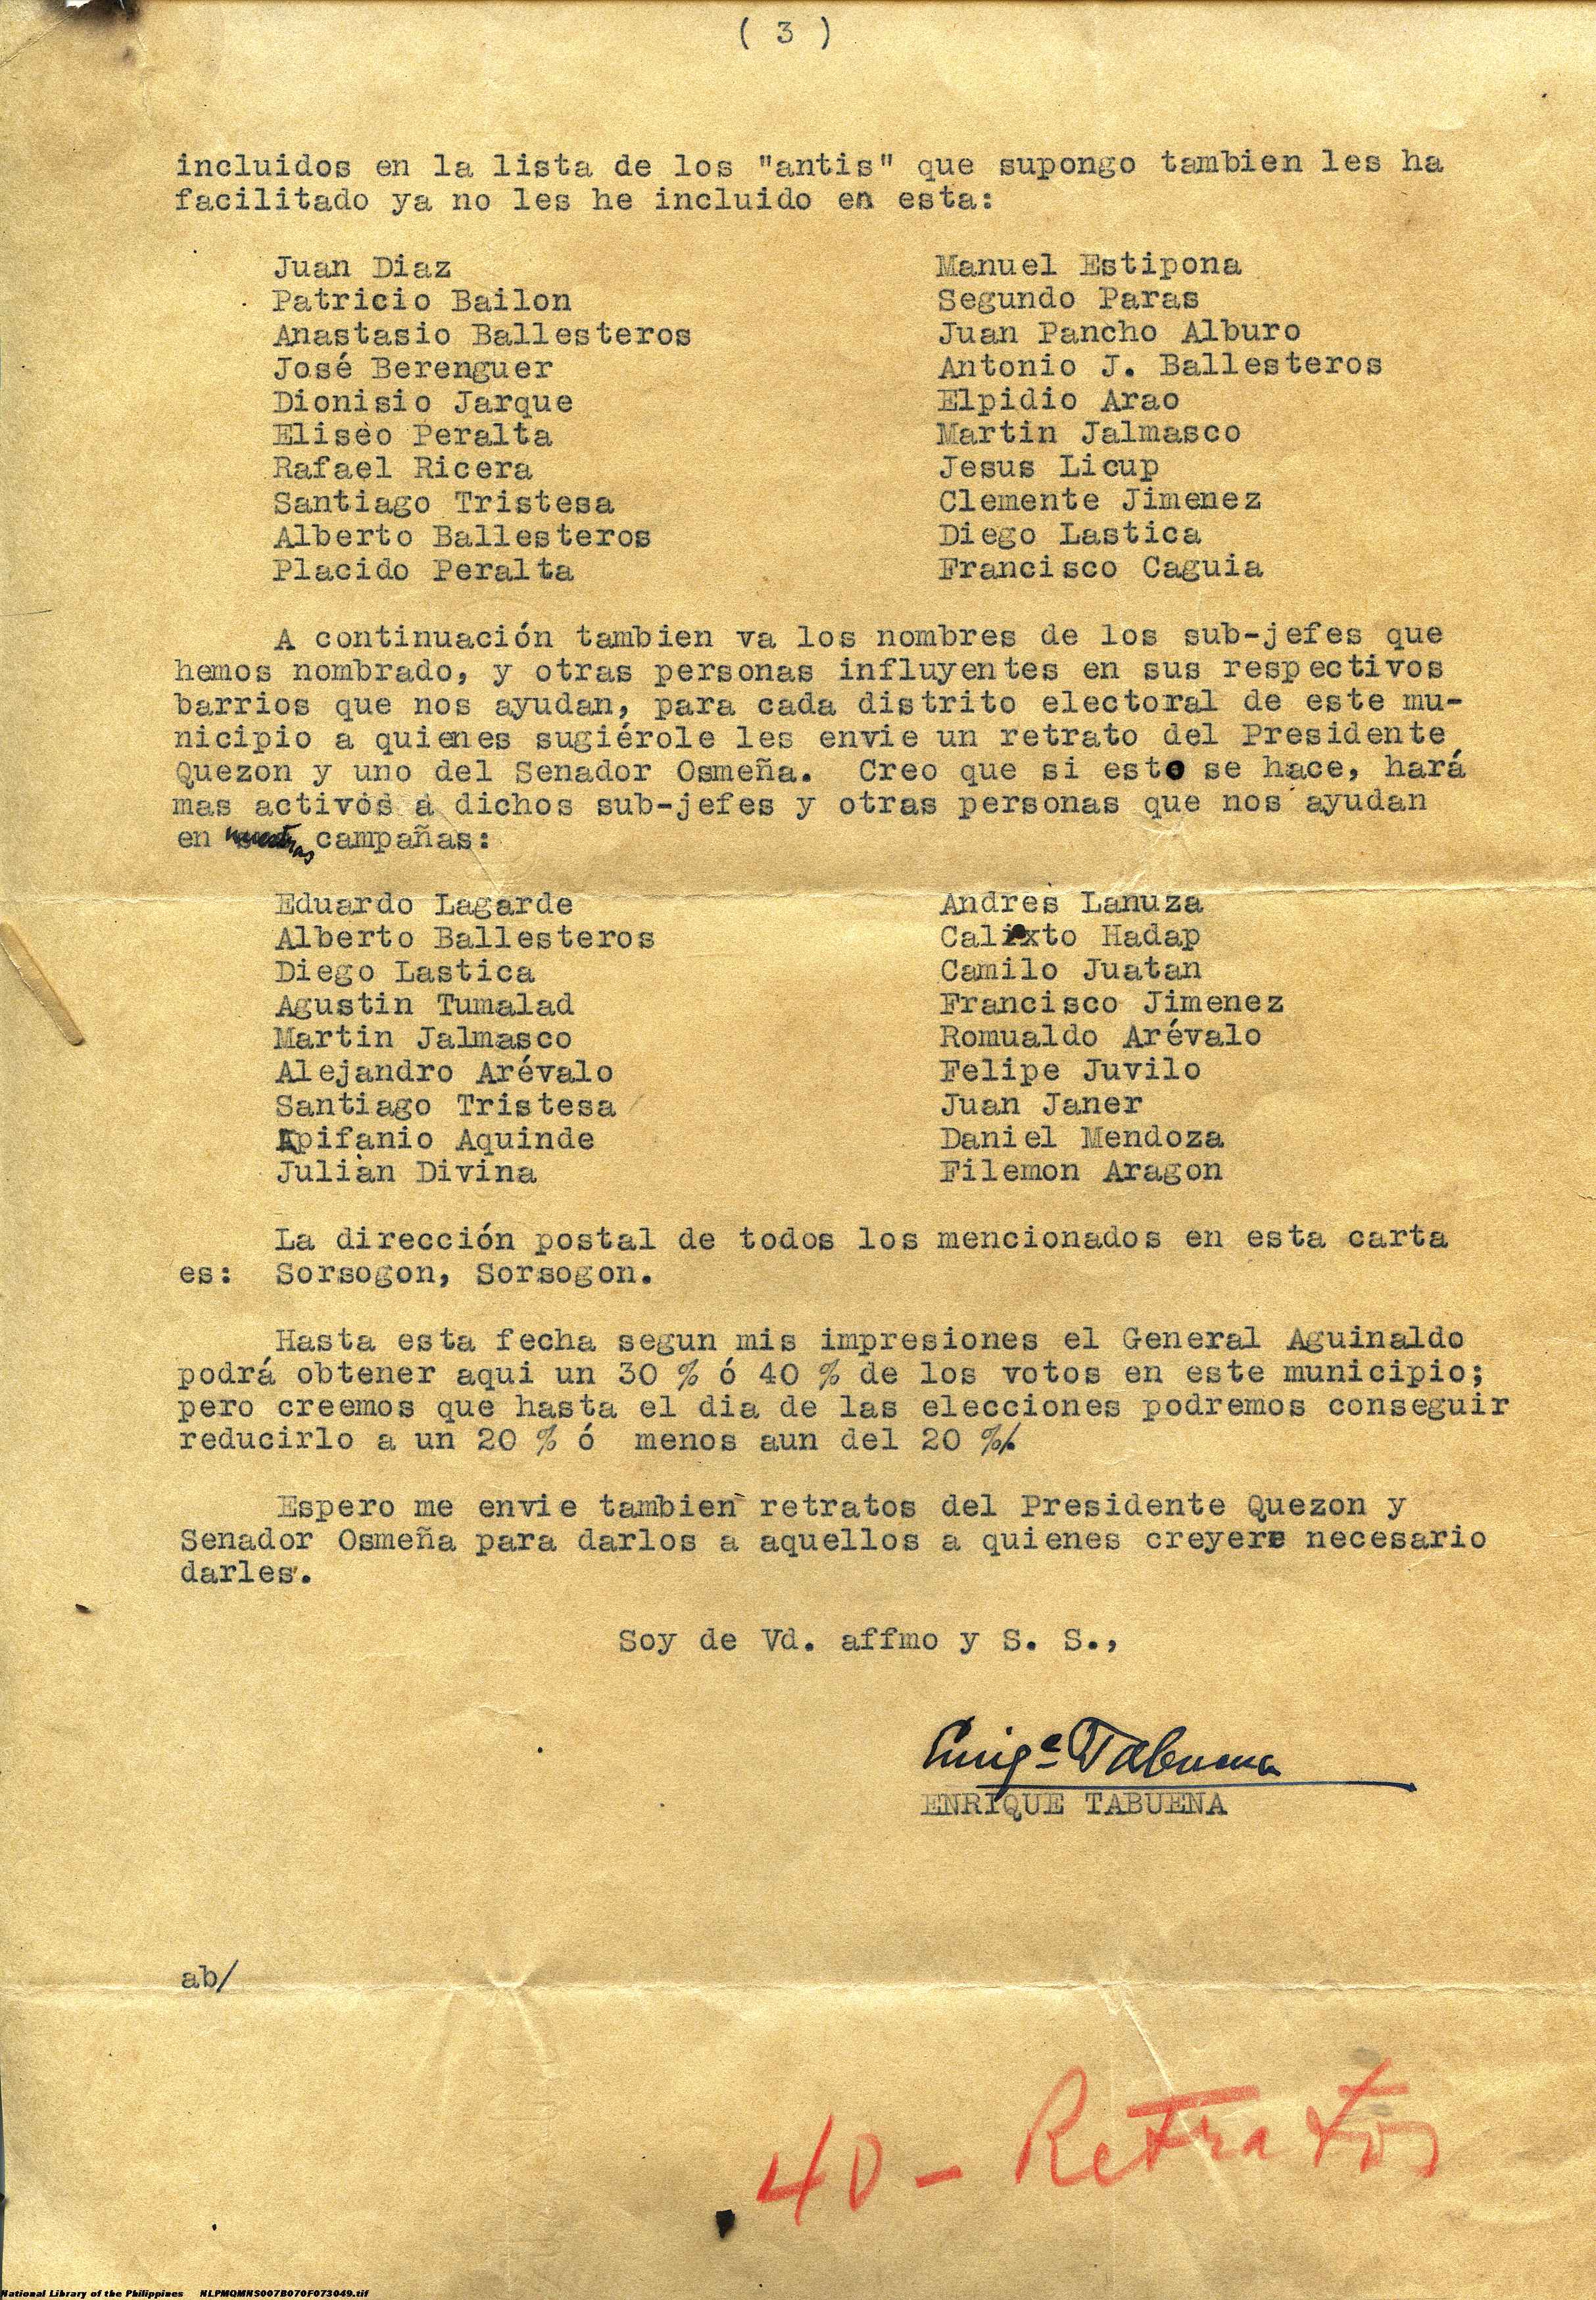 ( 3 )
incluidos en la lista de los "antis" que supongo tambien les ha
facilitado ya no les he incluido en esta:
Juan Diaz
Patricio Bailon
Anastasio Ballesteros
José Berenguer
Dionisio Jarque
Eliseo Peralta
Rafael Ricera
Santiago Tristesa
Alberto Ballesteros
Placido Peralta
Manuel Estipona
Segundo Paras
Juan Pancho Alburo
Antonio J. Ballesteros
Elpidio Arao
Martin Jalmasco
Jesus Licup
Clemente Jimenez
Diego Lastica
Francisco Caguia
A continuación tambien va los nombres de los sub-jefes que
hemos nombrado, y otras personas influyentes en sus respectivos
barrios que nos ayudan, para cada distrito electoral de este mu-
nicipio a quienes sugiérole les envie un retrato del Presidente
Quezon y uno del Senador Osmeña. Creo que si esto se hace, hará
mas activos a dichos sub-jefes y otras personas que nos ayudan
en nuestras campañas:
Eduardo Lagarde
Alberto Ballesteros
Diego Lastica
Agustin Tumalad
Martin Jalmasco
Alejandro Arévalo
Santiago Tristesa
Epifanio Aquinde
Julian Divina
Andres Lanuza
Calixto Hadap
Camilo Juatan
Francisco Jimenez
Romualdo Arévalo
Felipe Juvilo
Juan Janer
Daniel Mendoza
Filemon Aragon
La dirección postal de todos los mencionados en esta carta
es: Sorsogon, Sorsogon.
Hasta esta fecha segun mis impresiones el General Aguinaldo
podrá obtener aqui un 30 % ó 40 % de los votos en este municipio;
pero creemos que hasta el dia de las elecciones podremos conseguir
reducirlo a un 20 % ó menos aun del 20 %.
Espero me envie tambien retratos del Presidente Quezon y
Senador Osmeña para darlos a aquellos a quienes creyere necesario
darles.
Soy de Vd. affmo y S. S.,
Enrige Tabuena
ENRIQUE TABUENA
ab/
40 - Retratos
National Library of the Philippines NLPMQMNS007B070F073049.tif